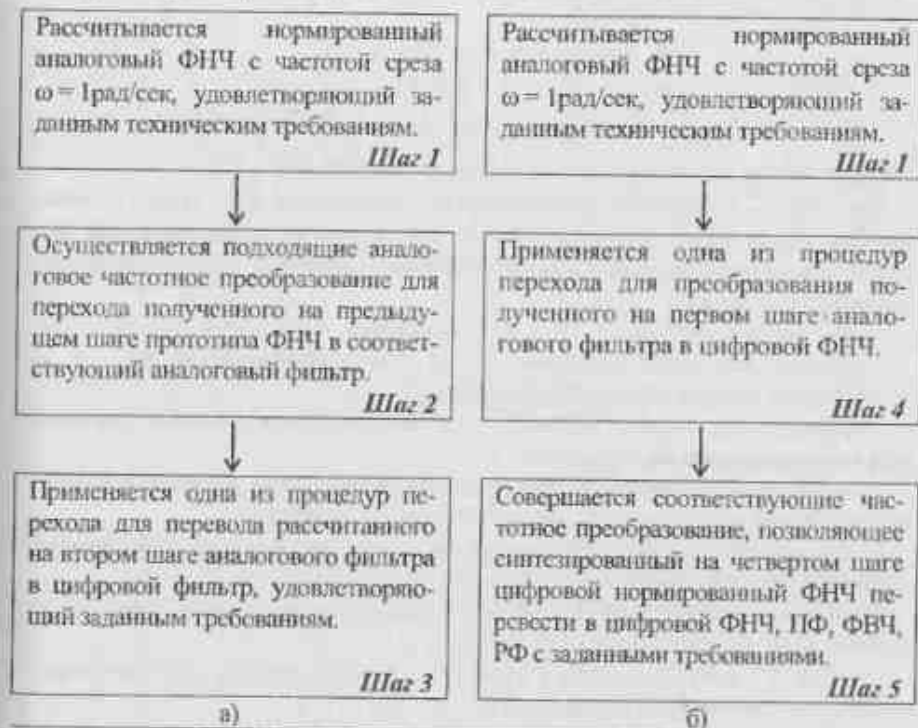 Рассчитывается нормированный
аналоговый ФНЧ с частотой среза
ω = 1рад/сек, удовлетворяющий за-
данным техническим требованиям.
Шаг 1
Осуществляется подходящие анало-
говое частотное преобразование для
перехода полученного на предыду-
щем шаге прототипа ФНЧ в соответ-
ствующий аналоговый фильтр.
Шаг 2
Применяется одна из процедур пе-
рехода для перевода рассчитанного
на втором шаге аналогового фильтра
в цифровой фильтр, удовлетворяю-
щий заданным требованиям.
Шаг 3
а)
Рассчитывается нормированный
аналоговый ФНЧ с частотой среза
ω = 1рад/сек, удовлетворяющий за-
данным техническим требованиям.
Шаг 1
Применяется одна из процедур
перехода для преобразования по-
лученного на первом шаге анало-
гового фильтра в цифровой ФНЧ.
Шаг 4
Совершается соответствующие час-
тотное преобразование, позволяющее
синтезированный на четвертом шаге
цифровой нормированный ФНЧ пе-
ревести в цифровой ФНЧ, ПФ, ФВЧ,
РФ с заданными требованиями.
Шаг 5
б)